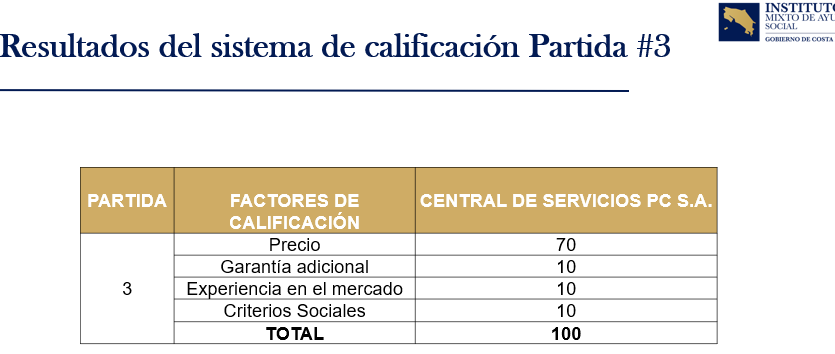 INSTITUTO
MIXTO DE AYU
SOCIAL
GOBIERNO DE COSTA
Resultados del sistema de calificación Partida #3
PARTIDA
FACTORES DE
CALIFICACIÓN
CENTRAL DE SERVICIOS PC S.A.
3
Precio 70
Garantía adicional 10
Experiencia en el mercado 10
Criterios Sociales 10
TOTAL 100